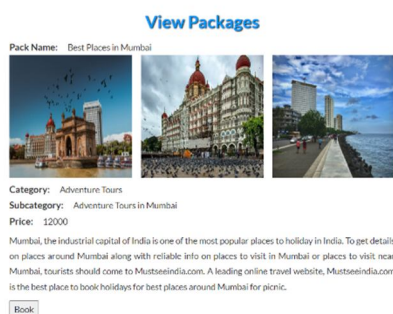 View Packages
Pack Name: Best Places in Mumbai
Category: Adventure Tours
Subcategory: Adventure Tours in Mumbai
Price: 12000
Mumbai, the industrial capital of India is one of the most popular places to holiday in India. To get details
on places around Mumbai along with reliable info on places to visit in Mumbai or places to visit near
Mumbai, tourists should come to Mustseeindia.com. A leading online travel website, Mustseeindia.com
is the best place to book holidays for best places around Mumbai for picnic.
Book